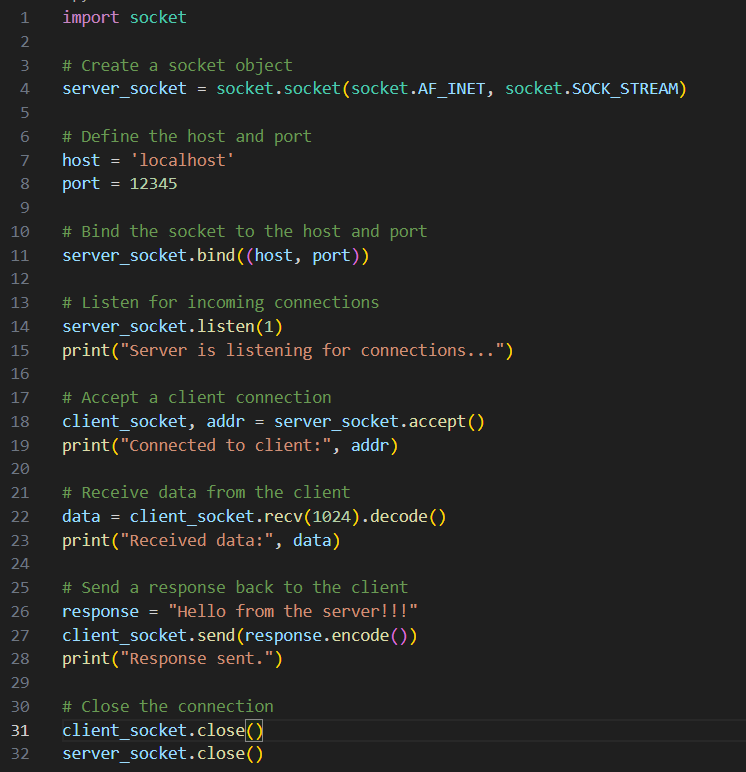 1 import socket
2
3 # Create a socket object
4 server_socket = socket.socket(socket.AF_INET, socket.SOCK_STREAM)
5
6 # Define the host and port
7 host = 'localhost'
8 port = 12345
9
10 # Bind the socket to the host and port
11 server_socket.bind((host, port))
12
13 # Listen for incoming connections
14 server_socket.listen(1)
15 print("Server is listening for connections...")
16
17 # Accept a client connection
18 client_socket, addr = server_socket.accept()
19 print("Connected to client:", addr)
20
21 # Receive data from the client
22 data = client_socket.recv(1024).decode()
23 print("Received data:", data)
24
25 # Send a response back to the client
26 response = "Hello from the server!!!"
27 client_socket.send(response.encode())
28 print("Response sent.")
29
30 # Close the connection
31 client_socket.close()
32 server_socket.close()